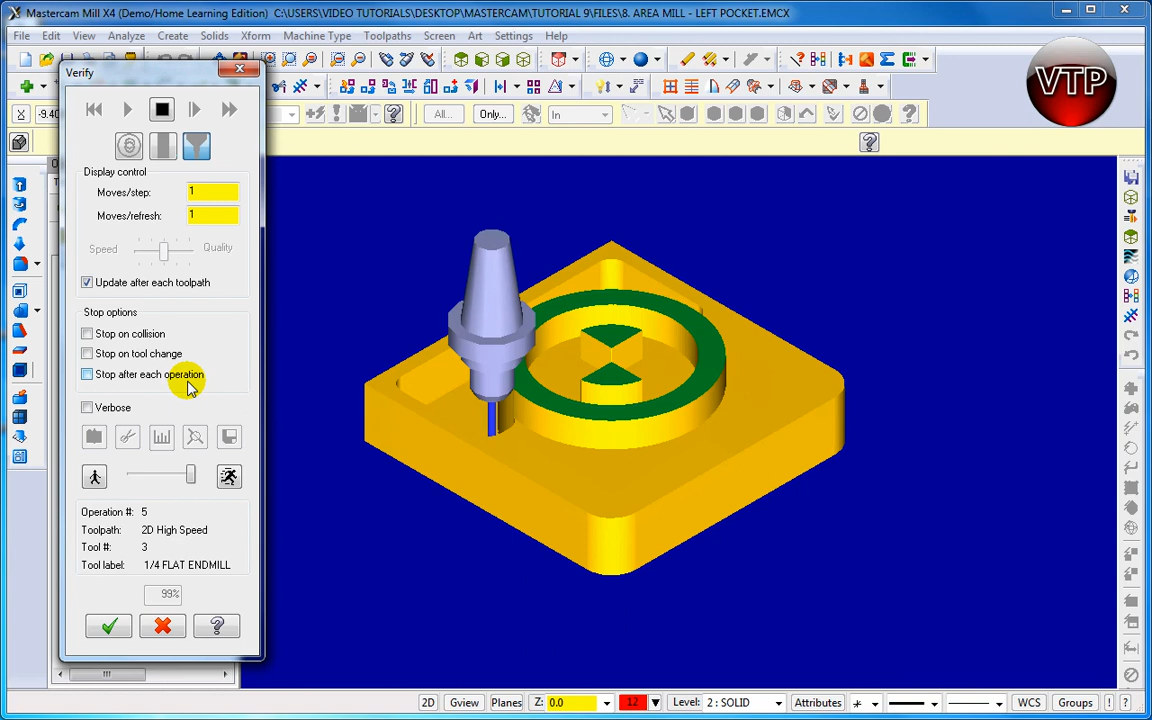 Mastercam Mill X4 (Demo/Home Learning Edition) C:\USERS\VIDEO TUTORIALS\DESKTOP\MASTERCAM\TUTORIAL 9\FILES\8. AREA MILL - LEFT POCKET.EMCX
File Edit View Analyze Create Solids Xform Machine Type Toolpaths Screen Art Settings Help
Verify
VTP
X -9.40
All... Only... In
Display control
Moves/step: 1
Moves/refresh: 1
Speed Quality
Update after each toolpath
Stop options
Stop on collision
Stop on tool change
Stop after each operation
Verbose
Operation #: 5
Toolpath: 2D High Speed
Tool #: 3
Tool label: 1/4 FLAT ENDMILL
99%
2D Gview Planes Z: 0.0 12 Level: 2 : SOLID Attributes WCS Groups ! ?